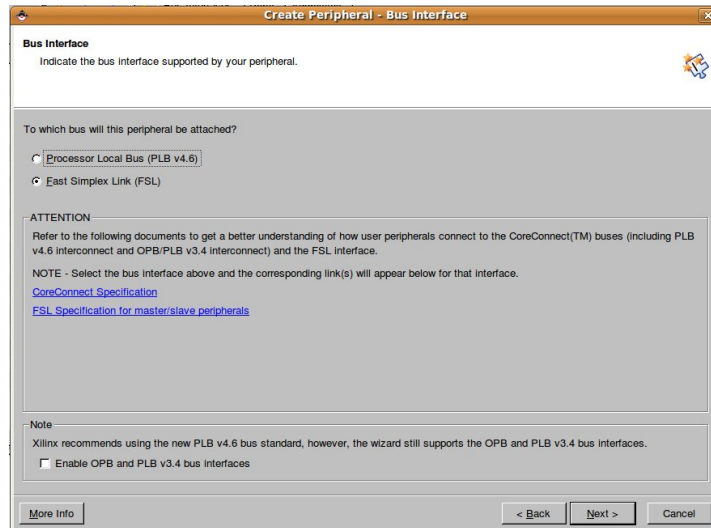 Create Peripheral - Bus Interface
Bus Interface
Indicate the bus interface supported by your peripheral.
To which bus will this peripheral be attached?
Processor Local Bus (PLB v4.6)
Fast Simplex Link (FSL)
ATTENTION
Refer to the following documents to get a better understanding of how user peripherals connect to the CoreConnect(TM) buses (including PLB
v4.6 interconnect and OPB/PLB v3.4 interconnect) and the FSL interface.
NOTE - Select the bus interface above and the corresponding link(s) will appear below for that interface.
CoreConnect Specification
FSL Specification for master/slave peripherals
Note
Xilinx recommends using the new PLB v4.6 bus standard, however, the wizard still supports the OPB and PLB v3.4 bus interfaces.
Enable OPB and PLB v3.4 bus interfaces
More Info
< Back
Next >
Cancel